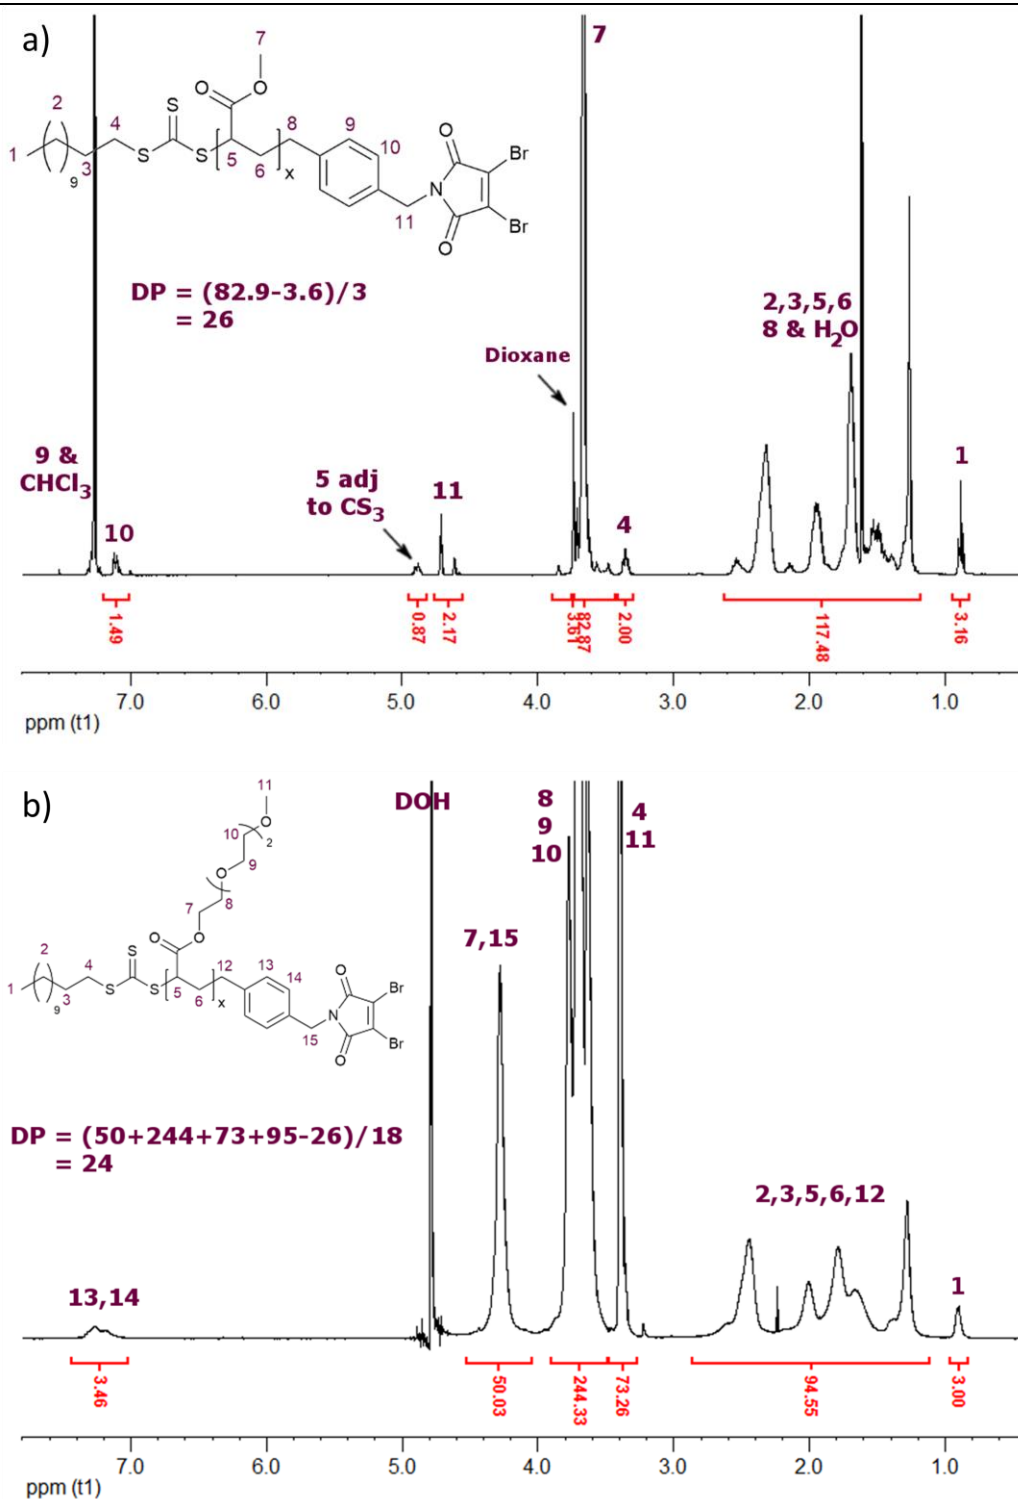 a)
7
O
O
S
2
4
8
9
10
O
Br
1
3
9
S
S
5
6
x
N
11
O
Br
7
DP = (82.9-3.6)/3
= 26
2,3,5,6
8 & H2O
Dioxane
9 &
CHCl3
10
5 adj
to CS3
11
4
1
1.49
0.87
2.17
3.61
82.87
2.00
117.48
3.16
7.0 6.0 5.0 4.0 3.0 2.0 1.0
ppm (t1)
b)
11
O
10
2
9
O
8
7
O
O
S
2
4
12
13
14
O
Br
1
9
3
S
S
5
6
x
N
15
O
Br
DOH
8
9
10
4
11
7,15
DP = (50+244+73+95-26)/18
= 24
2,3,5,6,12
13,14
1
3.46
50.03
244.33
73.26
94.55
3.00
7.0 6.0 5.0 4.0 3.0 2.0 1.0
ppm (t1)